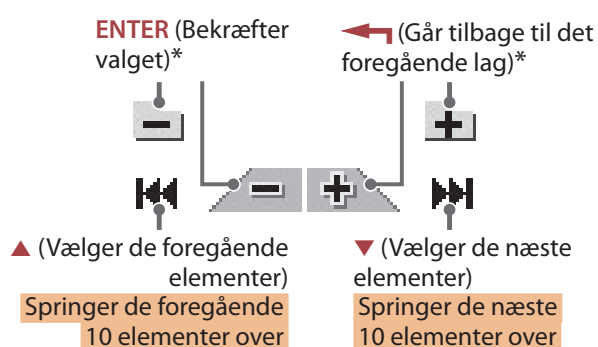 ENTER (Bekræfter
valget)*
(Går tilbage til det
foregående lag)*
▲ (Vælger de foregående
elementer)
Springer de foregående
10 elementer over
▼ (Vælger de næste
elementer)
Springer de næste
10 elementer over